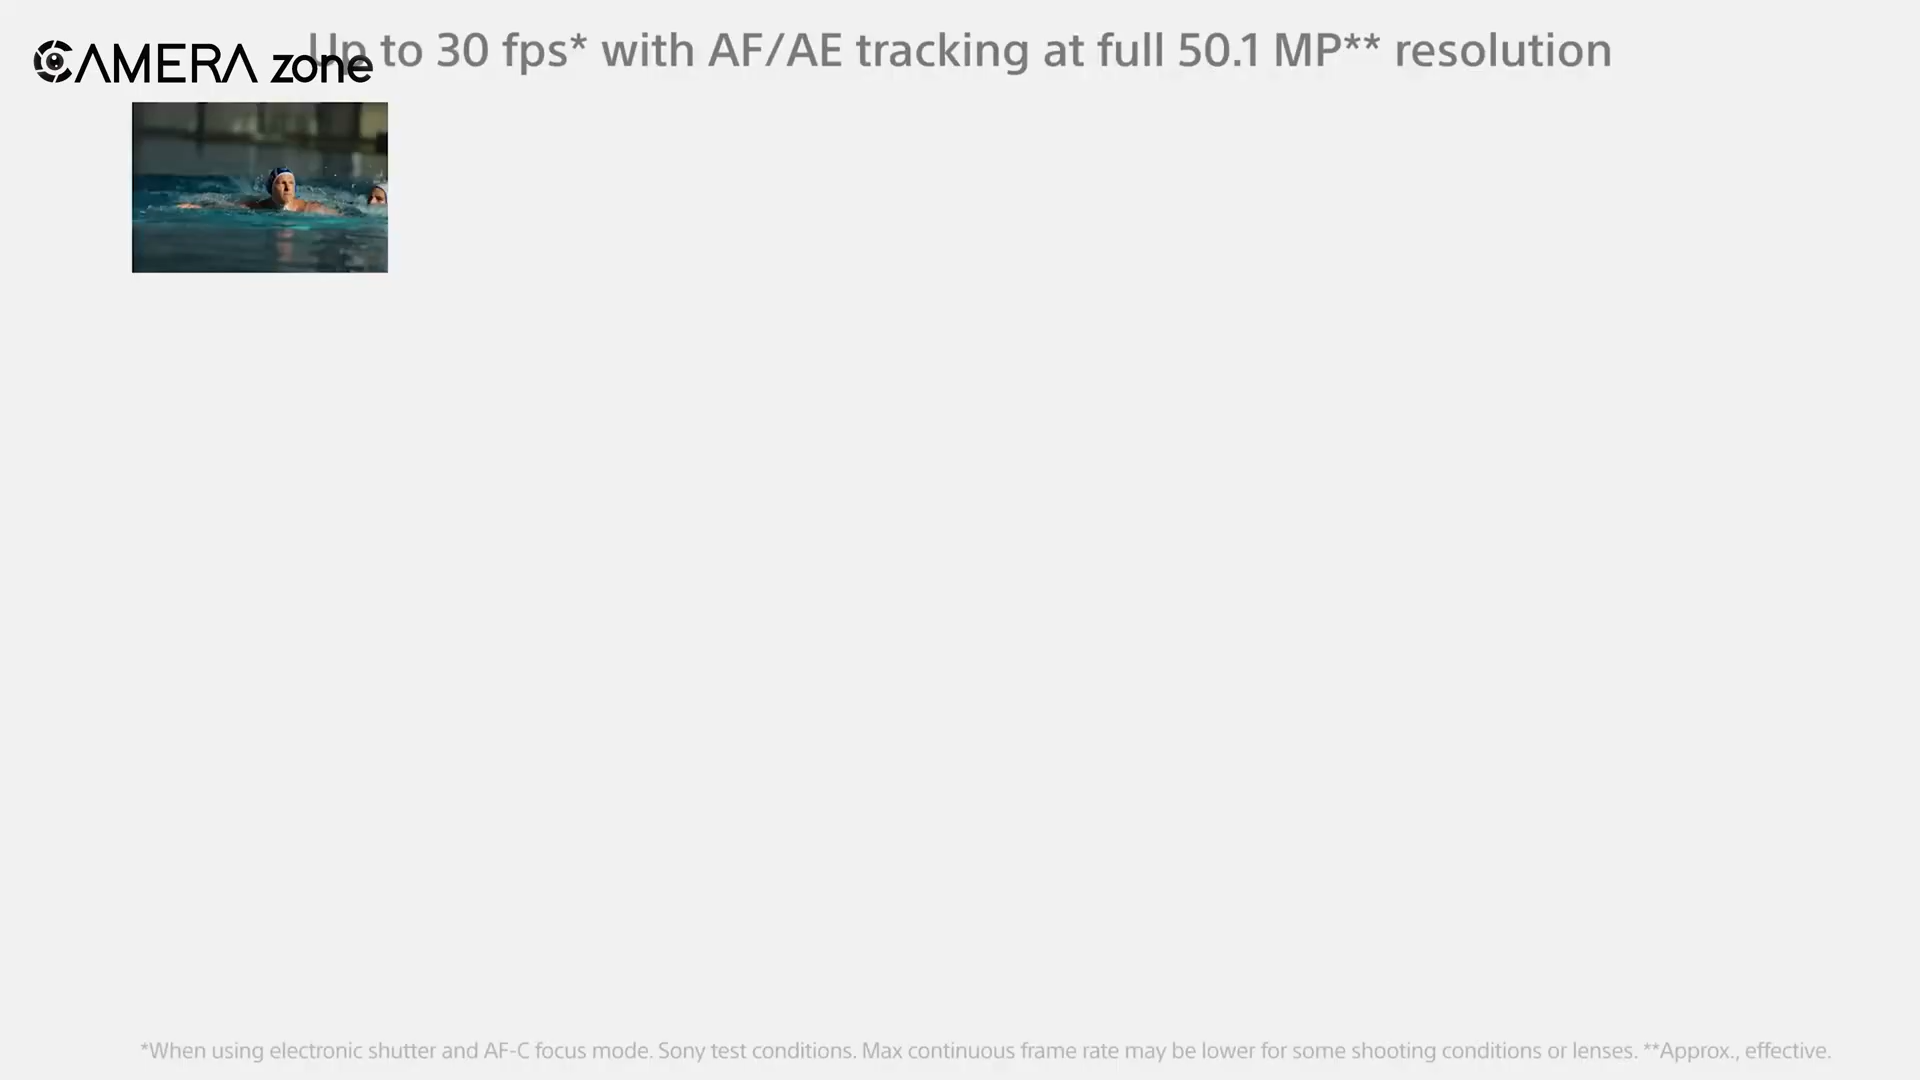 CAMERA zone
Up to 30 fps* with AF/AE tracking at full 50.1 MP** resolution
*When using electronic shutter and AF-C focus mode. Sony test conditions. Max continuous frame rate may be lower for some shooting conditions or lenses. **Approx., effective.